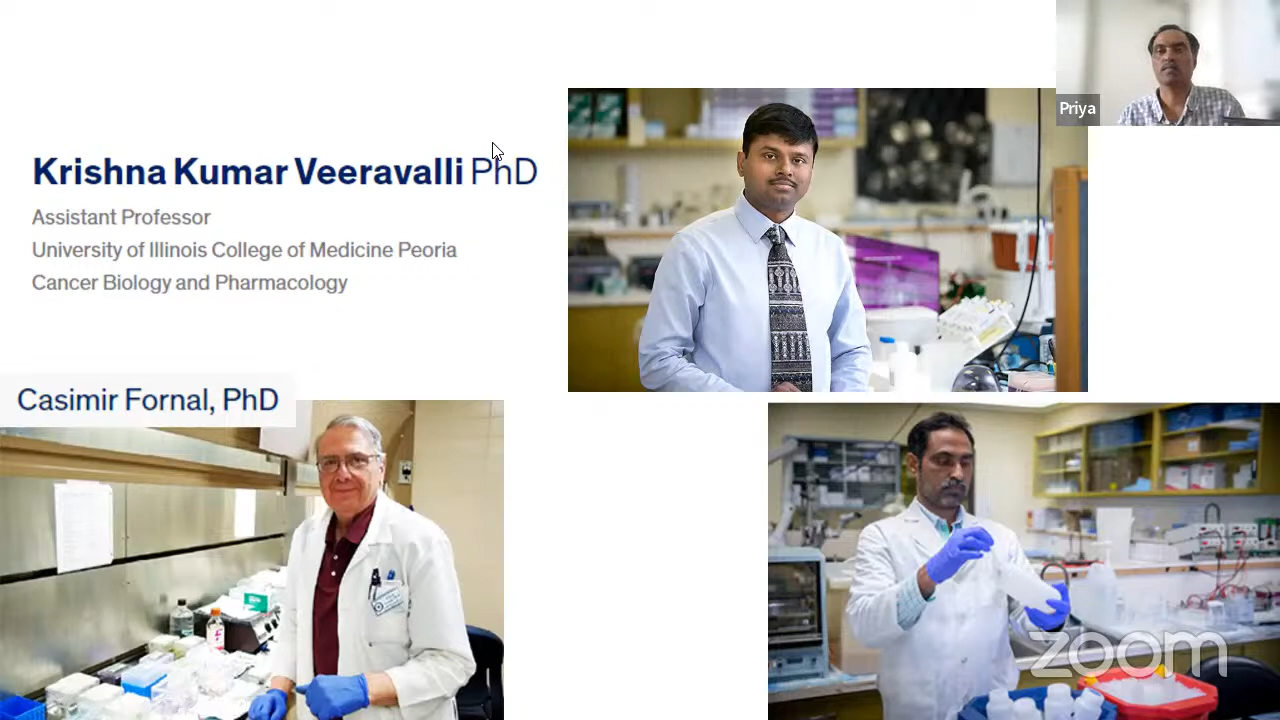 Priya
Krishna Kumar Veeravalli PhD
Assistant Professor
University of Illinois College of Medicine Peoria
Cancer Biology and Pharmacology
Casimir Fornal, PhD
zoom